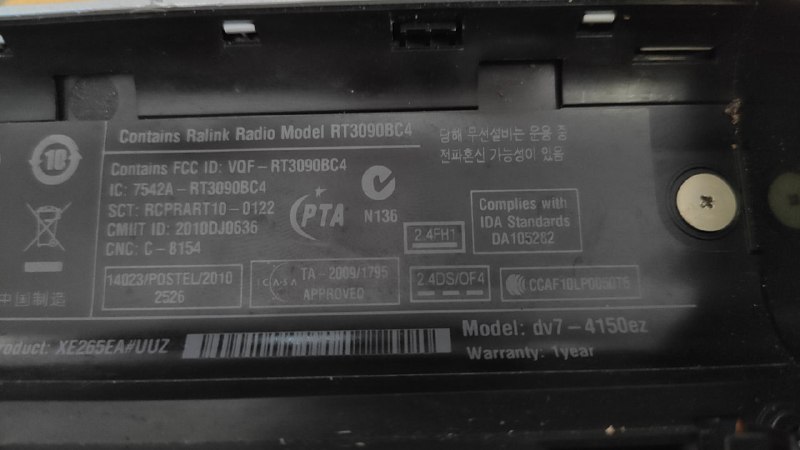 Contains Ralink Radio Model RT3090BC4
당해 무선설비는 운용 중
전파혼신 가능성이 있음
Contains FCC ID: VOF-RT3090BC4
IC: 7542A-RT3090BC4
SCT: RCPRART10-0122
CMIIT ID: 2010DJ0636
CNC: C-8154
PTA
N136
2.4FH1
Complies with
IDA Standards
DA105282
中国制造
14023/POSTEL/2010
2526
ICASA
TA-2009/1795
APPROVED
2.4DS/OF4
Product: XE265EA#UUZ
Model: dv7-4150ez
Warranty: 1year